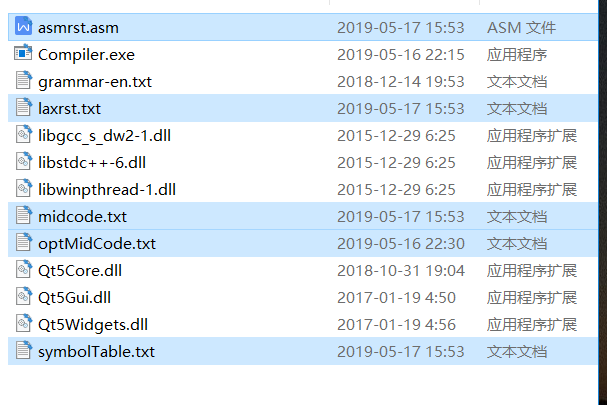 asmrst.asm 2019-05-17 15:53 ASM 文件
Compiler.exe 2019-05-16 22:15 应用程序
grammar-en.txt 2018-12-14 19:53 文本文档
laxrst.txt 2019-05-17 15:53 文本文档
libgcc_s_dw2-1.dll 2015-12-29 6:25 应用程序扩展
libstdc++-6.dll 2015-12-29 6:25 应用程序扩展
libwinpthread-1.dll 2015-12-29 6:25 应用程序扩展
midcode.txt 2019-05-17 15:53 文本文档
optMidCode.txt 2019-05-16 22:30 文本文档
Qt5Core.dll 2018-10-31 19:04 应用程序扩展
Qt5Gui.dll 2017-01-19 4:50 应用程序扩展
Qt5Widgets.dll 2017-01-19 4:56 应用程序扩展
symbolTable.txt 2019-05-17 15:53 文本文档